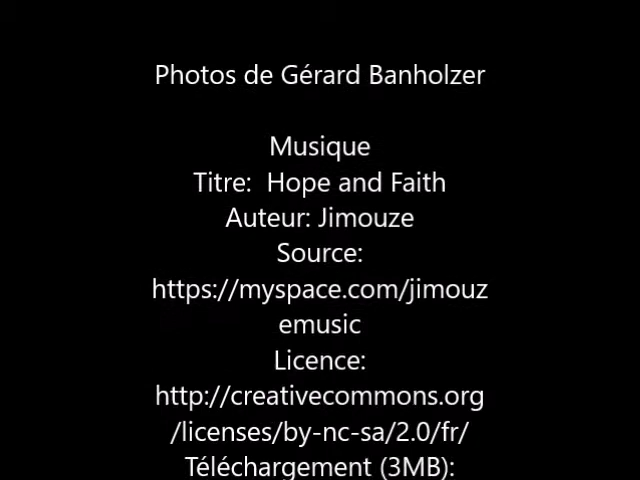 Photos de Gérard Banholzer
Musique
Titre:  Hope and Faith
Auteur: Jimouze
Source:
https://myspace.com/jimouz
emusic
Licence:
http://creativecommons.org
/licenses/by-nc-sa/2.0/fr/
Téléchargement (3MB):